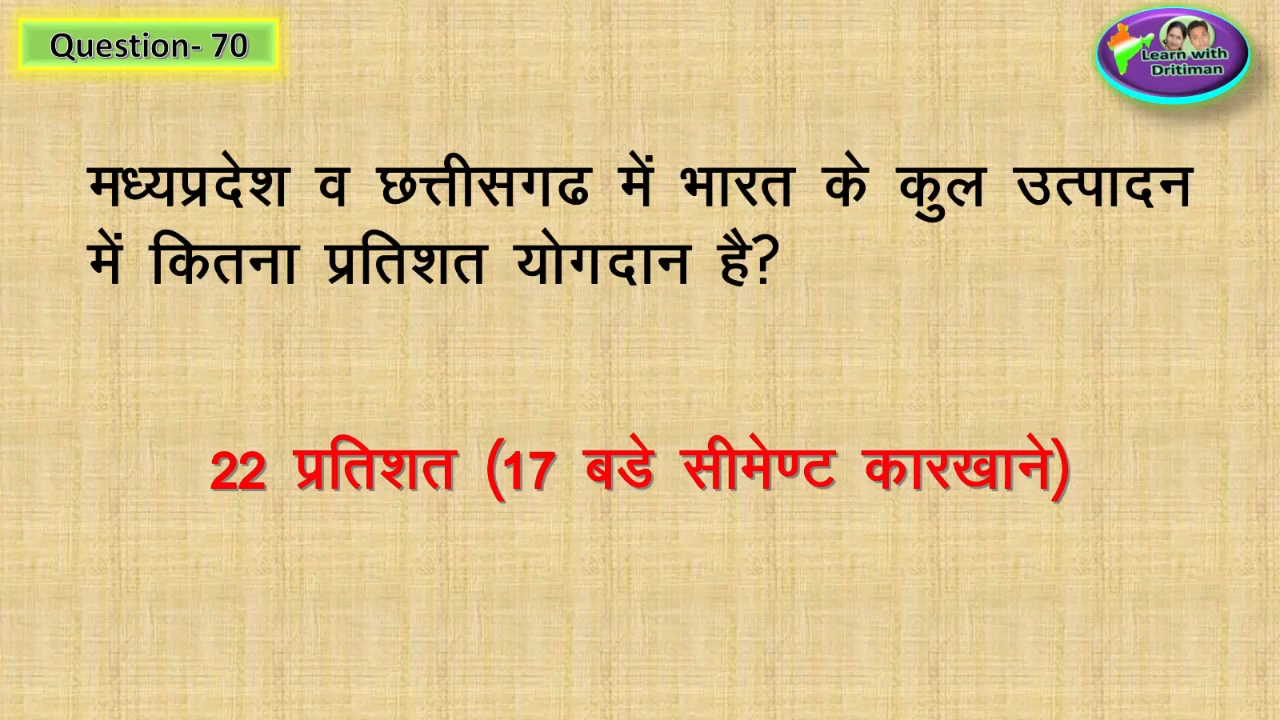 Question- 70
Learn with
Dritiman
मध्यप्रदेश व छत्तीसगढ में भारत के कुल उत्पादन
में कितना प्रतिशत योगदान है?
22 प्रतिशत (17 बडे सीमेण्ट कारखाने)